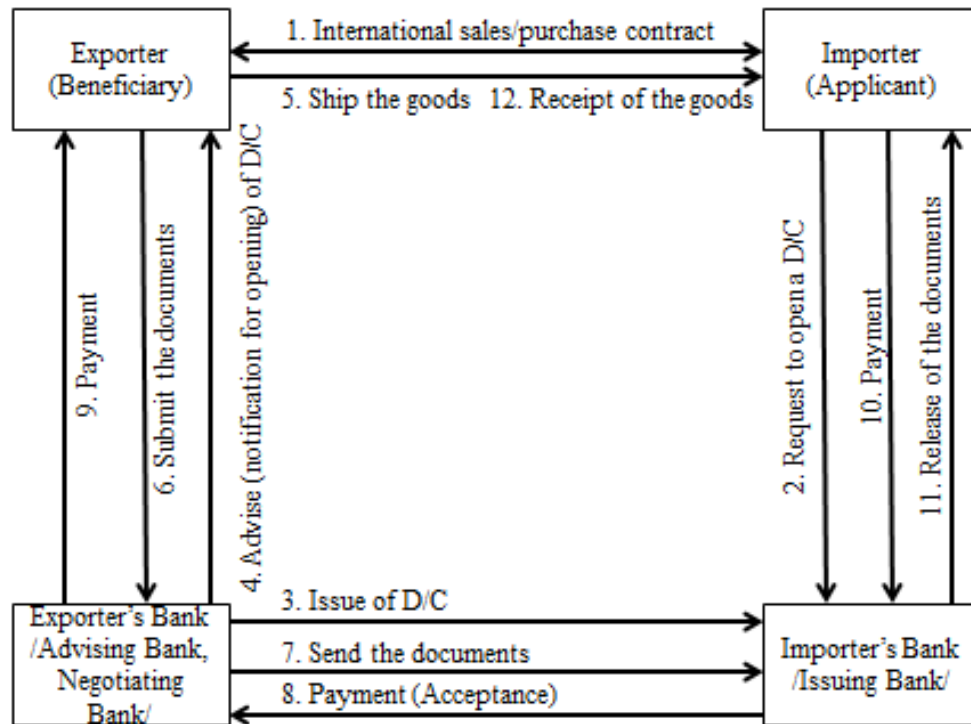 Exporter
(Beneficiary)
1. International sales/purchase contract
5. Ship the goods 12. Receipt of the goods
Importer
(Applicant)
9. Payment
6. Submit the documents
4. Advise (notification for opening) of D/C
2. Request to open a D/C
10. Payment
11. Release of the documents
Exporter's Bank
/Advising Bank,
Negotiating
Bank/
3. Issue of D/C
7. Send the documents
8. Payment (Acceptance)
Importer's Bank
/Issuing Bank/